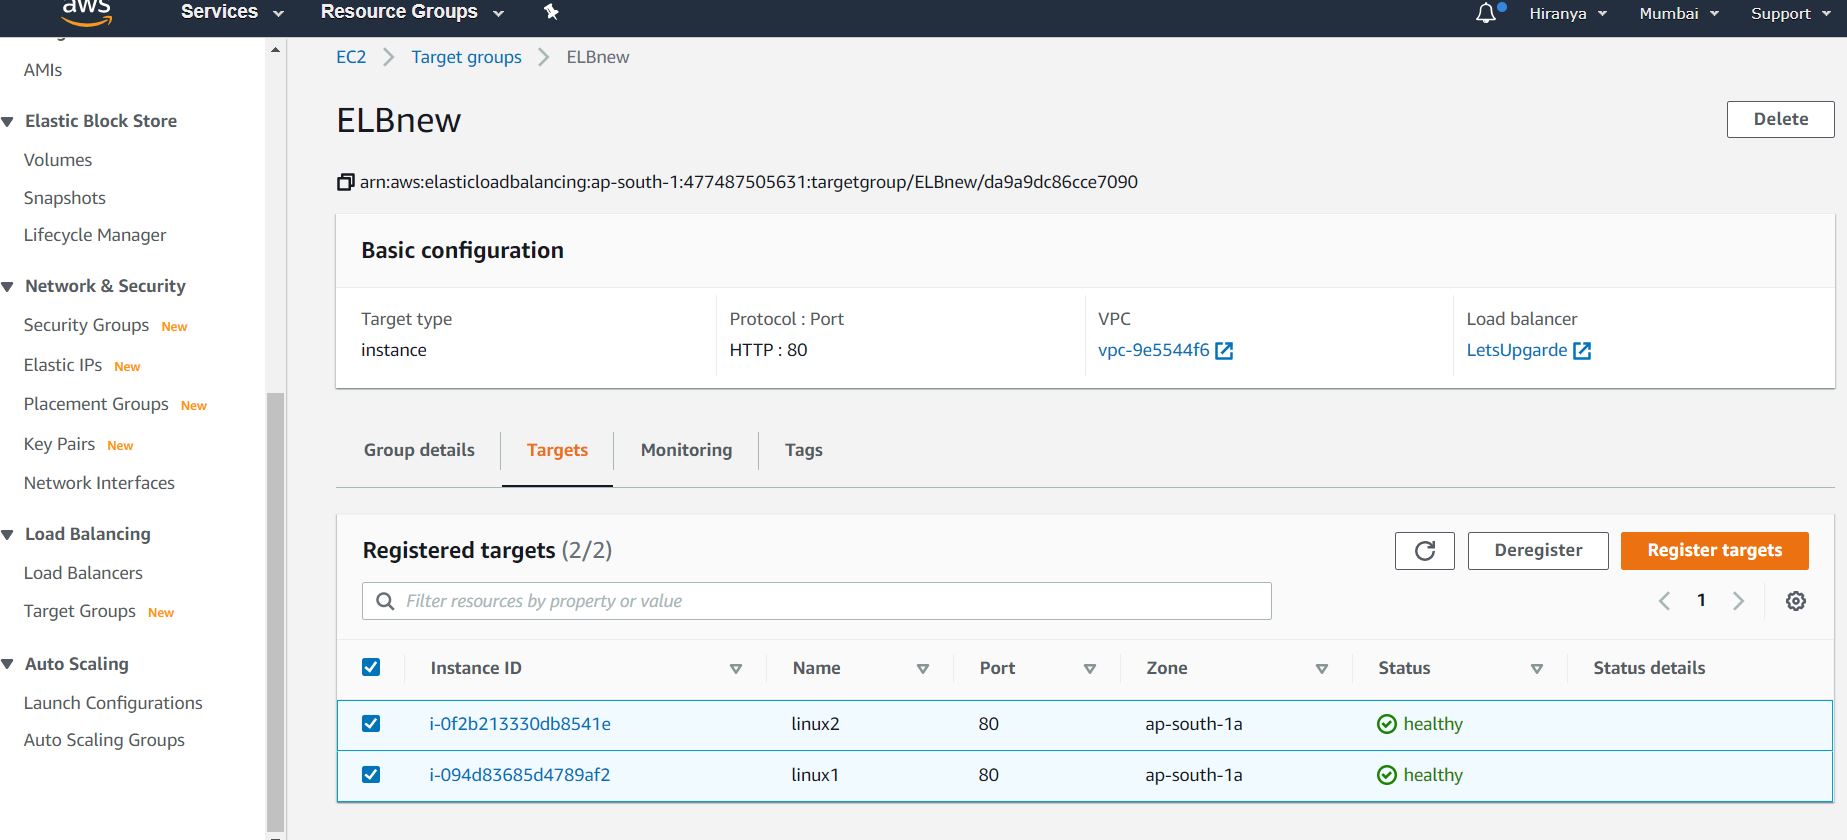 aws Services Resource Groups Hiranya Mumbai Support
AMIs
Elastic Block Store
Volumes
Snapshots
Lifecycle Manager
Network & Security
Security Groups New
Elastic IPs New
Placement Groups New
Key Pairs New
Network Interfaces
Load Balancing
Load Balancers
Target Groups New
Auto Scaling
Launch Configurations
Auto Scaling Groups
EC2 Target groups ELBnew
ELBnew
Delete
arn:aws:elasticloadbalancing:ap-south-1:477487505631:targetgroup/ELBnew/da9a9dc86cce7090
Basic configuration
Target type Protocol : Port VPC Load balancer
instance HTTP : 80 vpc-9e5544f6 LetsUpgarde
Group details Targets Monitoring Tags
Registered targets (2/2) Deregister Register targets
Filter resources by property or value 1
Instance ID Name Port Zone Status Status details
i-0f2b213330db8541e linux2 80 ap-south-1a healthy
i-094d83685d4789af2 linux1 80 ap-south-1a healthy